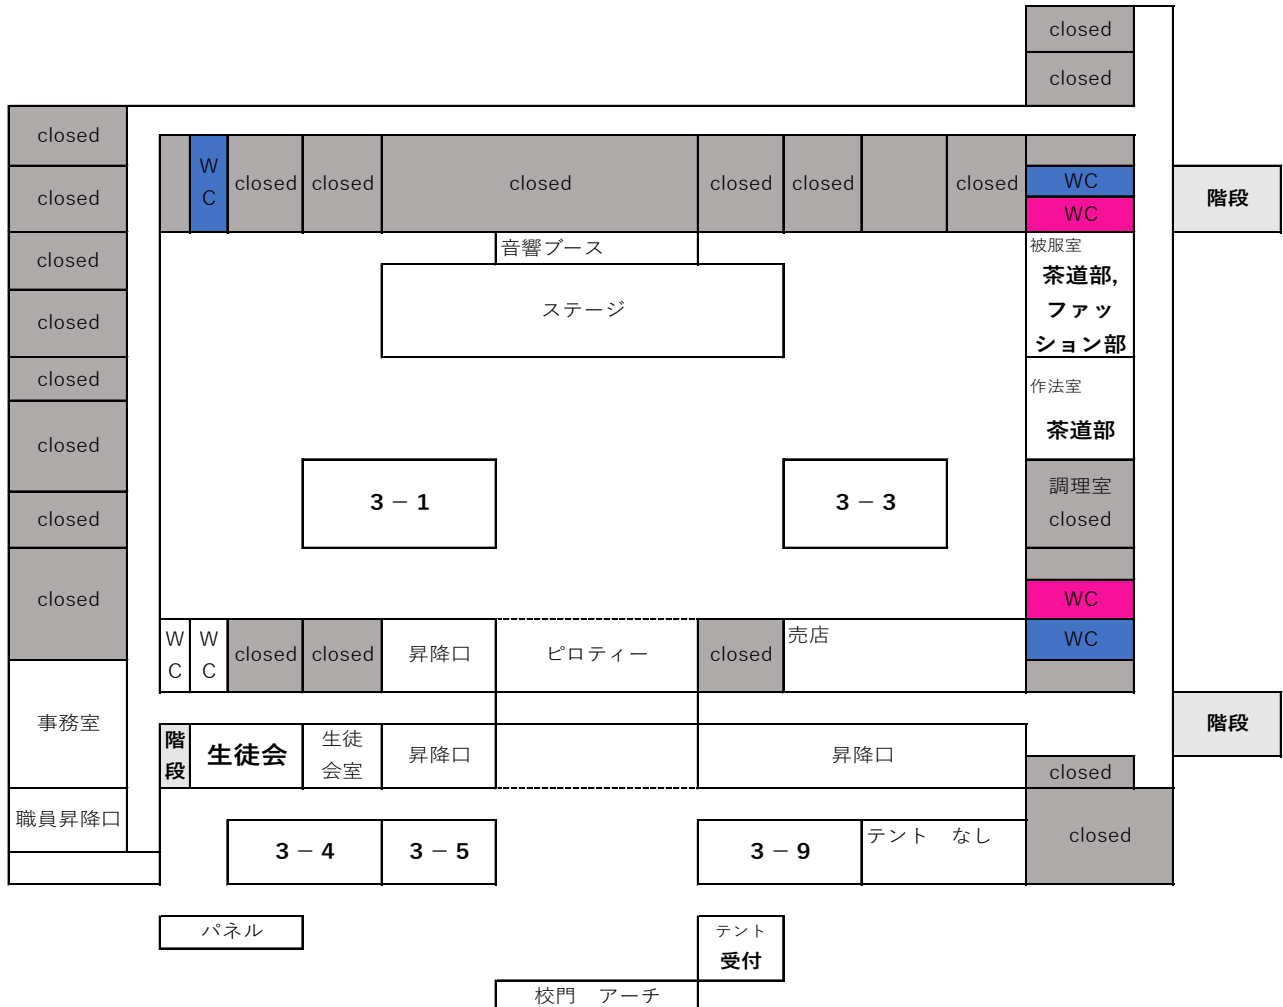 closed
closed
closed
closed
closed
closed
closed
closed
closed
closed
W
C
closed
closed
closed
closed
closed
closed
WC
WC
階段
音響ブース
ステージ
被服室
茶道部,
ファッ
ション部
作法室
茶道部
3－1
3－3
調理室
closed
WC
WC
W
C
W
C
closed
closed
昇降口
ピロティー
closed
売店
事務室
階
段
生徒会
生徒
会室
昇降口
昇降口
階段
closed
職員昇降口
3－4
3－5
3－9
テント　なし
closed
パネル
テント
受付
校門　アーチ